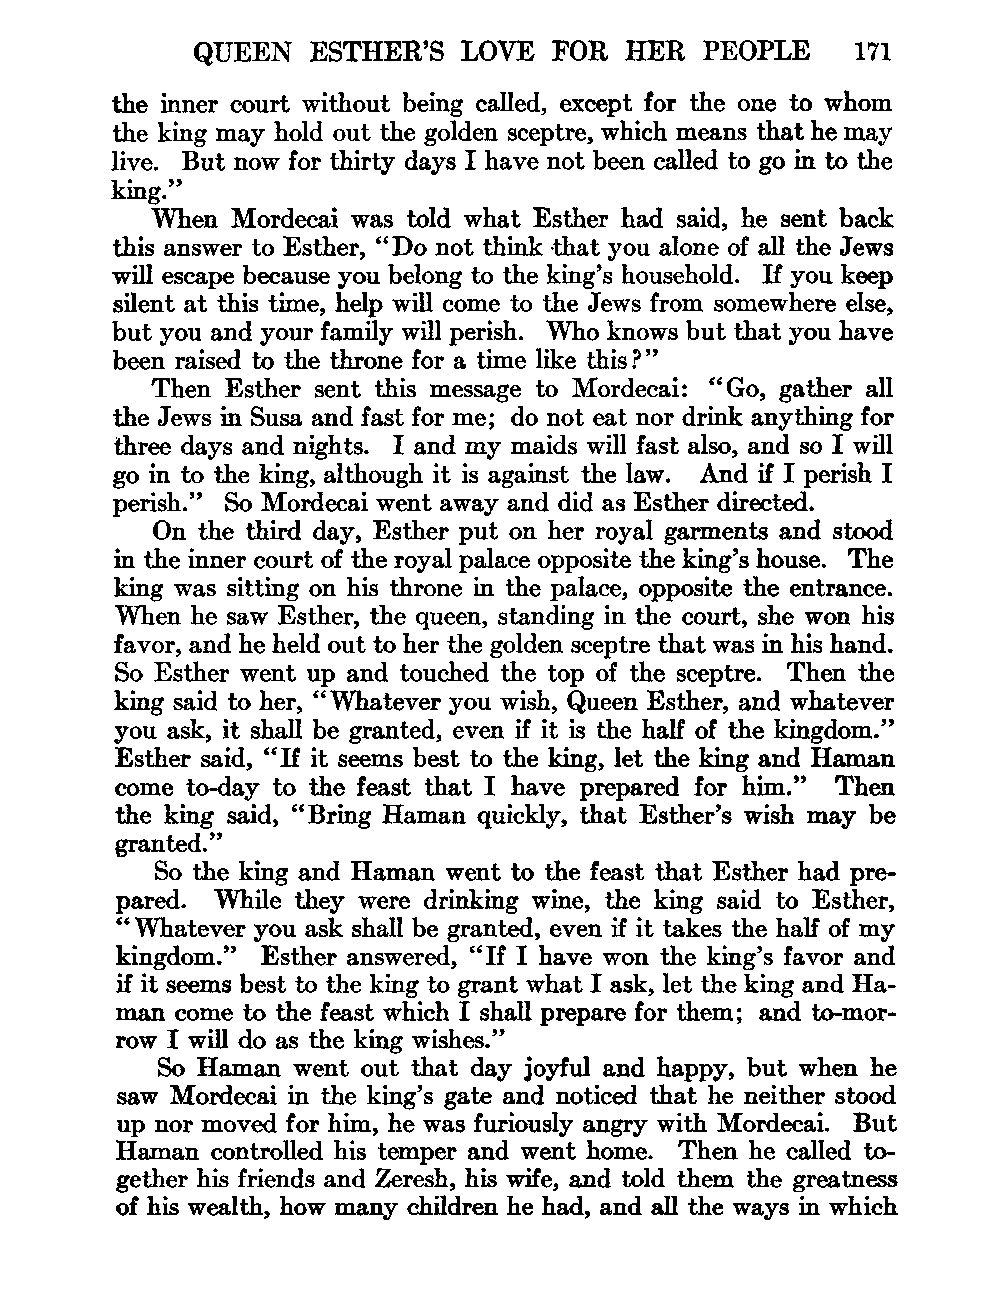 QUEEN ESTHER'S LOVE FOR HER PEOPLE 171
the inner court without being called, except for the one to whom
the king may hold out the golden sceptre, which means that he may
live. But now for thirty days I have not been called to go in to the
king."
When Mordecai was told what Esther had said, he sent back
this answer to Esther, "Do not think that you alone of all the Jews
will escape because you belong to the king's household. If you keep
silent at this time, help will come to the Jews from somewhere else,
but you and your family will perish. Who knows but that you have
been raised to the throne for a time like this?"
Then Esther sent this message to Mordecai: "Go, gather all
the Jews in Susa and fast for me; do not eat nor drink anything for
three days and nights. I and my maids will fast also, and so I will
go in to the king, although it is against the law. And if I perish I
perish." So Mordecai went away and did as Esther directed.
On the third day, Esther put on her royal garments and stood
in the inner court of the royal palace opposite the king's house. The
king was sitting on his throne in the palace, opposite the entrance.
When he saw Esther, the queen, standing in the court, she won his
favor, and he held out to her the golden sceptre that was in his hand.
So Esther went up and touched the top of the sceptre. Then the
king said to her, "Whatever you wish, Queen Esther, and whatever
you ask, it shall be granted, even if it is the half of the kingdom."
Esther said, "If it seems best to the king, let the king and Haman
come to-day to the feast that I have prepared for him." Then
the king said, "Bring Haman quickly, that Esther's wish may be
granted."
So the king and Haman went to the feast that Esther had pre-
pared. While they were drinking wine, the king said to Esther,
"Whatever you ask shall be granted, even if it takes the half of my
kingdom." Esther answered, "If I have won the king's favor and
if it seems best to the king to grant what I ask, let the king and Ha-
man come to the feast which I shall prepare for them; and to-mor-
row I will do as the king wishes."
So Haman went out that day joyful and happy, but when he
saw Mordecai in the king's gate and noticed that he neither stood
up nor moved for him, he was furiously angry with Mordecai. But
Haman controlled his temper and went home. Then he called to-
gether his friends and Zeresh, his wife, and told them the greatness
of his wealth, how many children he had, and all the ways in which